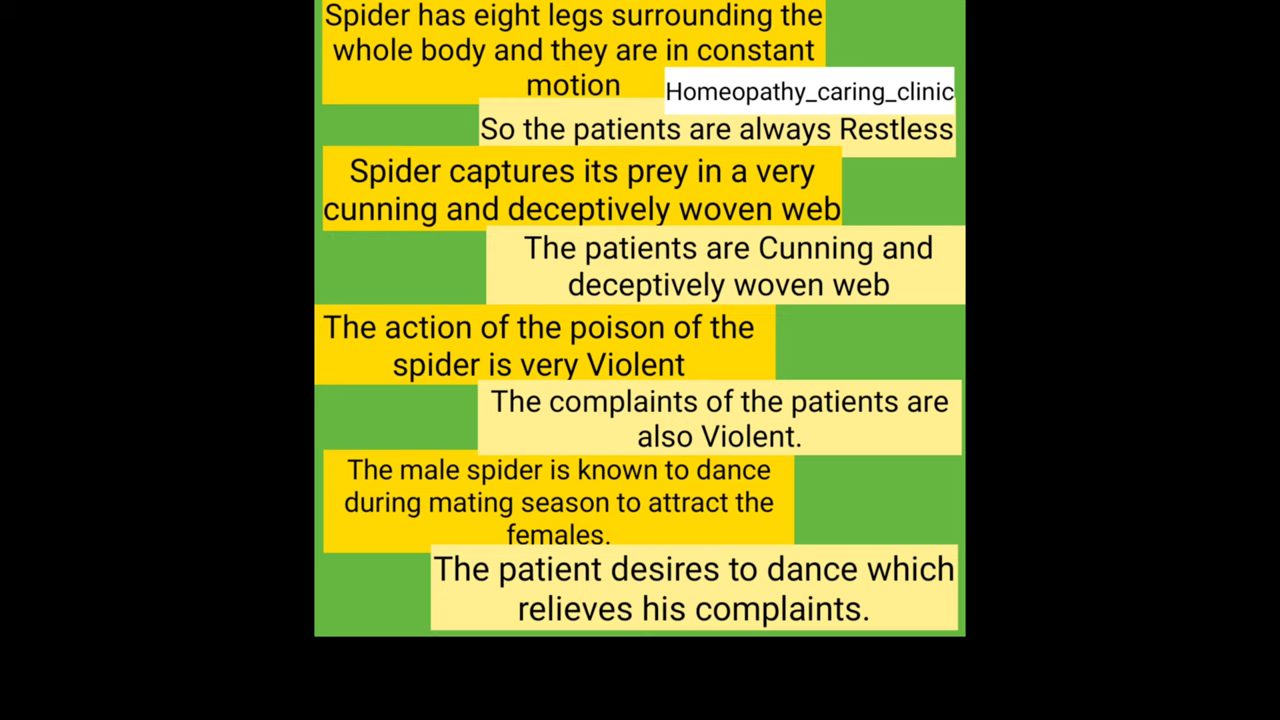 Spider has eight legs surrounding the
whole body and they are in constant
motion
Homeopathy_caring_clinic
So the patients are always Restless
Spider captures its prey in a very
cunning and deceptively woven web
The patients are Cunning and
deceptively woven web
The action of the poison of the
spider is very Violent
The complaints of the patients are
also Violent.
The male spider is known to dance
during mating season to attract the
females.
The patient desires to dance which
relieves his complaints.